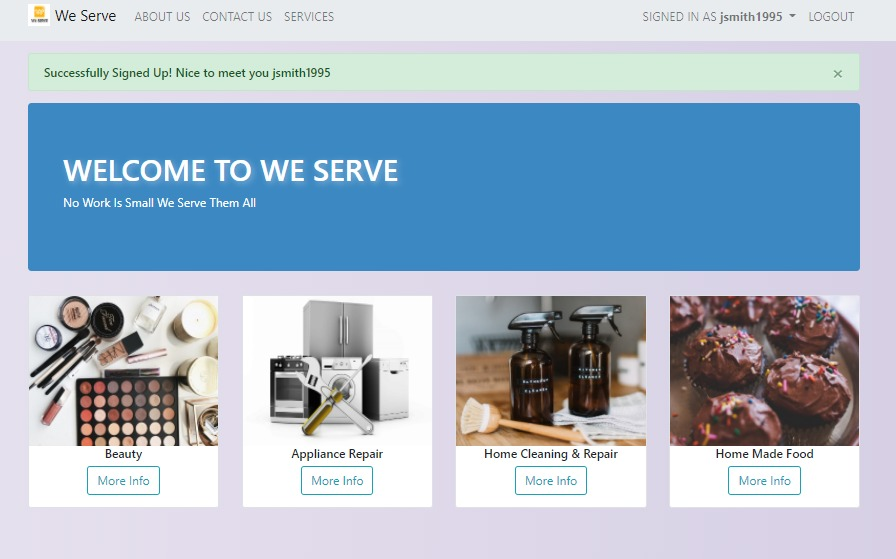 We Serve ABOUT US CONTACT US SERVICES SIGNED IN AS jsmith1995 LOGOUT
Successfully Signed Up! Nice to meet you jsmith1995 ×
WELCOME TO WE SERVE
No Work Is Small We Serve Them All
Beauty Appliance Repair Home Cleaning & Repair Home Made Food
More Info More Info More Info More Info